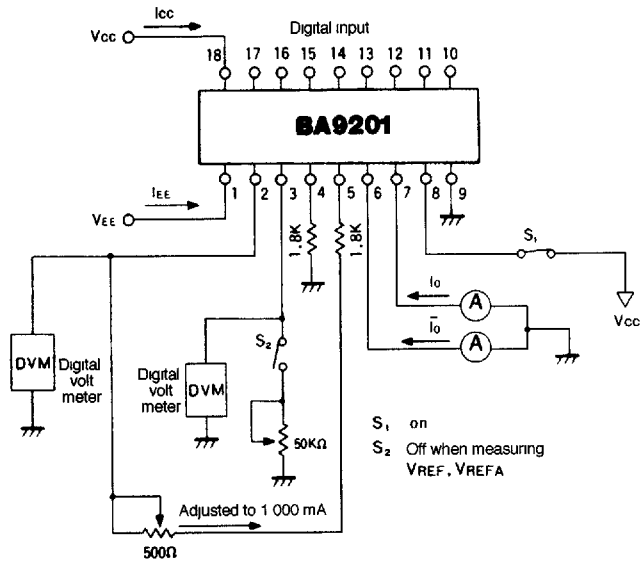 Icc
Digital input
Vcc
18 17 16 15 14 13 12 11 10
BA9201
IEE
1 2 3 4 5 6 7 8 9
VEE
1.8K
1.8K
S₁
Io
A
Vcc
S₂
Īo
A
DVM
Digital
volt
meter
Digital
volt
meter
DVM
50KΩ
S₁ on
S₂ Off when measuring
VREF, VREFA
Adjusted to 1 000 mA
500Ω